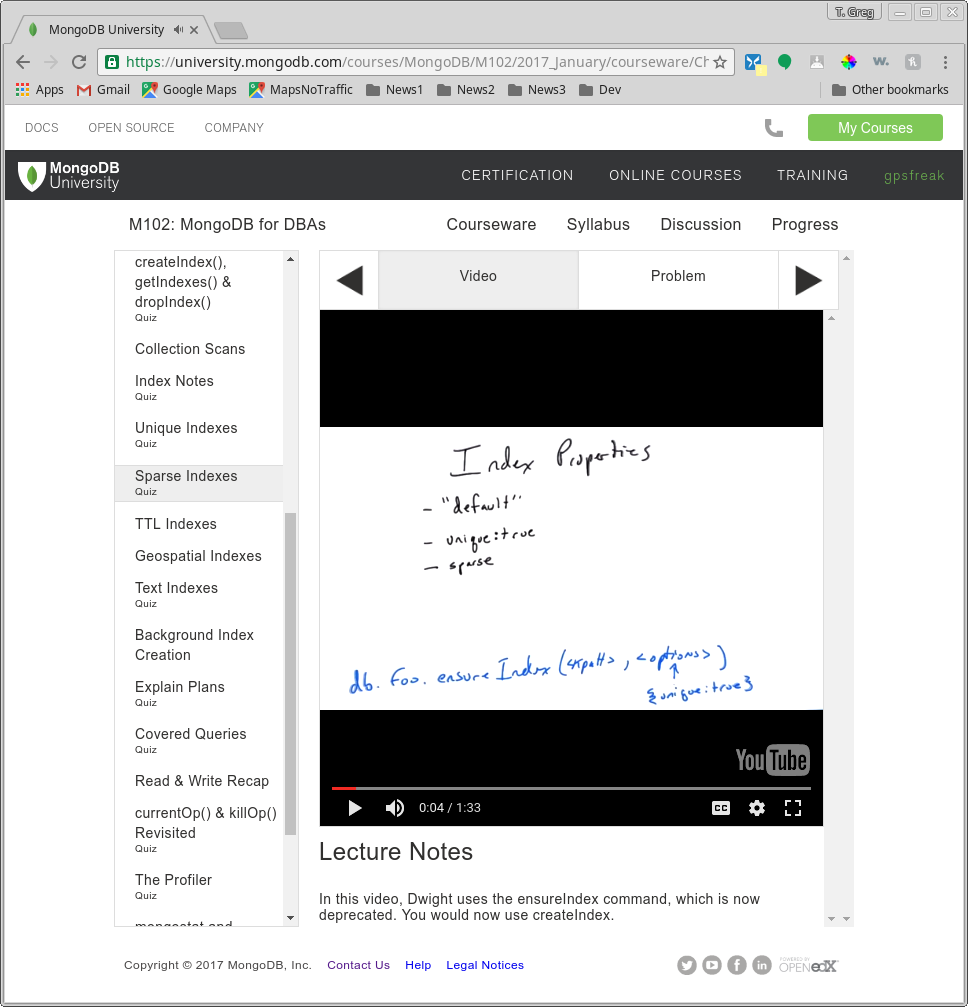 T. Greg
MongoDB University
https://university.mongodb.com/courses/MongoDB/M102/2017_January/courseware/Ch
Apps Gmail Google Maps MapsNoTraffic News1 News2 News3 Dev Other bookmarks
DOCS OPEN SOURCE COMPANY My Courses
MongoDB
University
CERTIFICATION ONLINE COURSES TRAINING gpsfreak
M102: MongoDB for DBAs Courseware Syllabus Discussion Progress
createIndex(),
getIndexes() &
dropIndex()
Quiz
Collection Scans
Index Notes
Quiz
Unique Indexes
Quiz
Sparse Indexes
Quiz
TTL Indexes
Geospatial Indexes
Text Indexes
Quiz
Background Index
Creation
Explain Plans
Quiz
Covered Queries
Quiz
Read & Write Recap
currentOp() & killOp()
Revisited
Quiz
The Profiler
Quiz
mongostat and
Video Problem
Index Properties
- "default"
- unique:true
- sparse
db. foo. ensureIndex( , <options>)
{unique:true}
YouTube
0:04 / 1:33 CC
Lecture Notes
In this video, Dwight uses the ensureIndex command, which is now
deprecated. You would now use createIndex.
Copyright © 2017 MongoDB, Inc. Contact Us Help Legal Notices
POWERED BY
OPEN edX